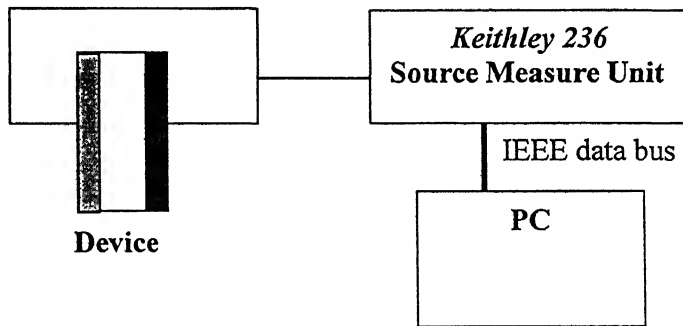 Keithley 236
Source Measure Unit
IEEE data bus
PC
Device